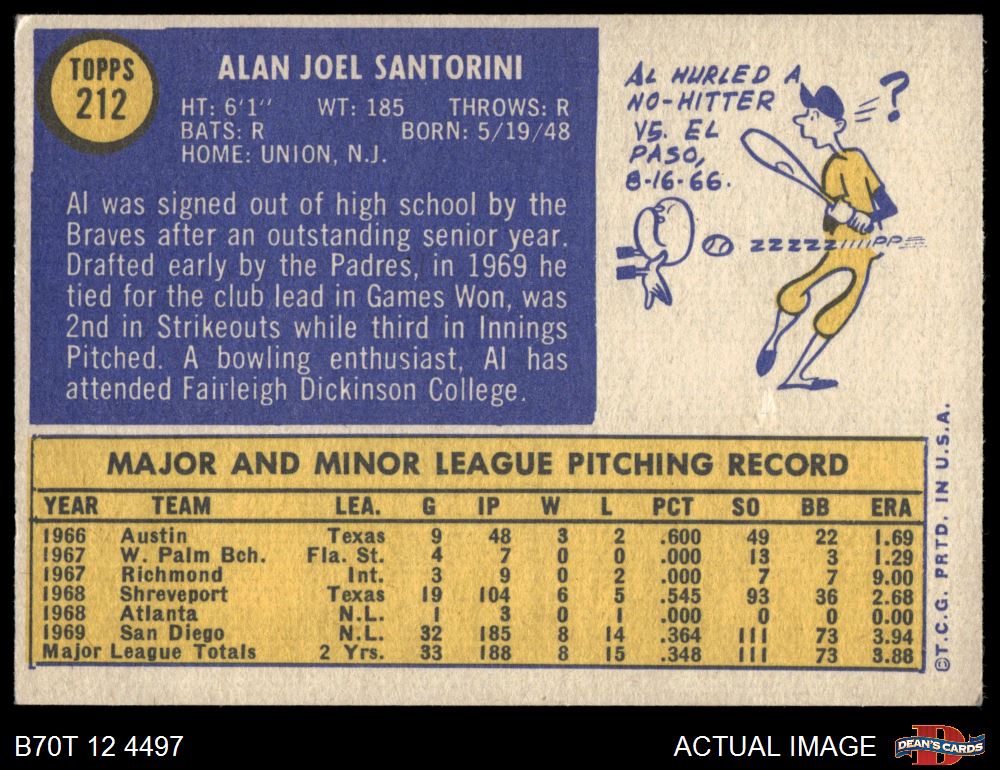 TOPPS
212
ALAN JOEL SANTORINI
HT: 6'1'' WT: 185 THROWS: R
BATS: R BORN: 5/19/48
HOME: UNION, N.J.
Al was signed out of high school by the
Braves after an outstanding senior year.
Drafted early by the Padres, in 1969 he
tied for the club lead in Games Won, was
2nd in Strikeouts while third in Innings
Pitched. A bowling enthusiast, Al has
attended Fairleigh Dickinson College.
AL HURLED A
NO-HITTER
VS. EL
PASO,
8-16-66.
?
ZZZZZZ
MAJOR AND MINOR LEAGUE PITCHING RECORD
YEAR TEAM LEA. G IP W L PCT SO BB ERA
1966 Austin Texas 9 48 3 2 .600 49 22 1.69
1967 W. Palm Bch. Fla. St. 4 7 0 0 .000 13 3 1.29
1967 Richmond Int. 3 9 0 2 .000 7 7 9.00
1968 Shreveport Texas 19 104 6 5 .545 93 36 2.68
1968 Atlanta N.L. 1 3 0 1 .000 0 0 0.00
1969 San Diego N.L. 32 185 8 14 .364 111 73 3.94
Major League Totals 2 Yrs. 33 188 8 15 .348 111 73 3.88
©T.C.G. PRTD. IN U.S.A.
B70T 12 4497
ACTUAL IMAGE
DEAN'S CARDS